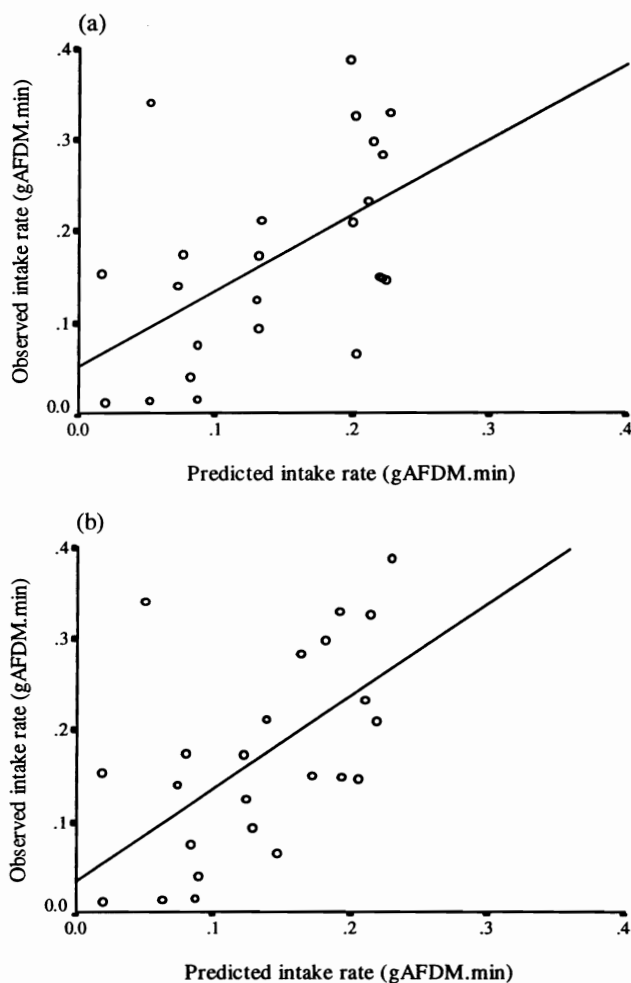 (a)
.4
.3
.2
.1
0.0
Observed intake rate (gAFDM.min)
0.0 .1 .2 .3 .4
Predicted intake rate (gAFDM.min)
(b)
.4
.3
.2
.1
0.0
Observed intake rate (gAFDM.min)
0.0 .1 .2 .3 .4
Predicted intake rate (gAFDM.min)